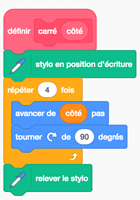 définir carré côté
stylo en position d'écriture
répéter 4 fois
avancer de côté pas
tourner de 90 degrés
relever le stylo